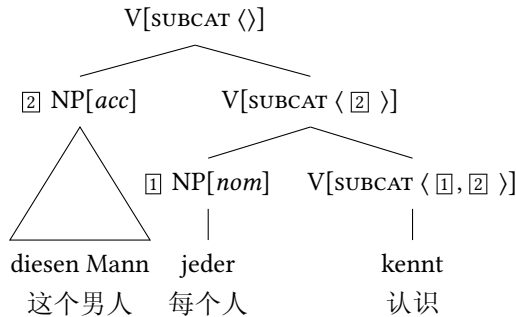 V[SUBCAT ⟨⟩]
[2] NP[acc] V[SUBCAT ⟨ [2] ⟩]
[1] NP[nom] V[SUBCAT ⟨ [1], [2] ⟩]
diesen Mann jeder kennt
这个男人 每个人 认识